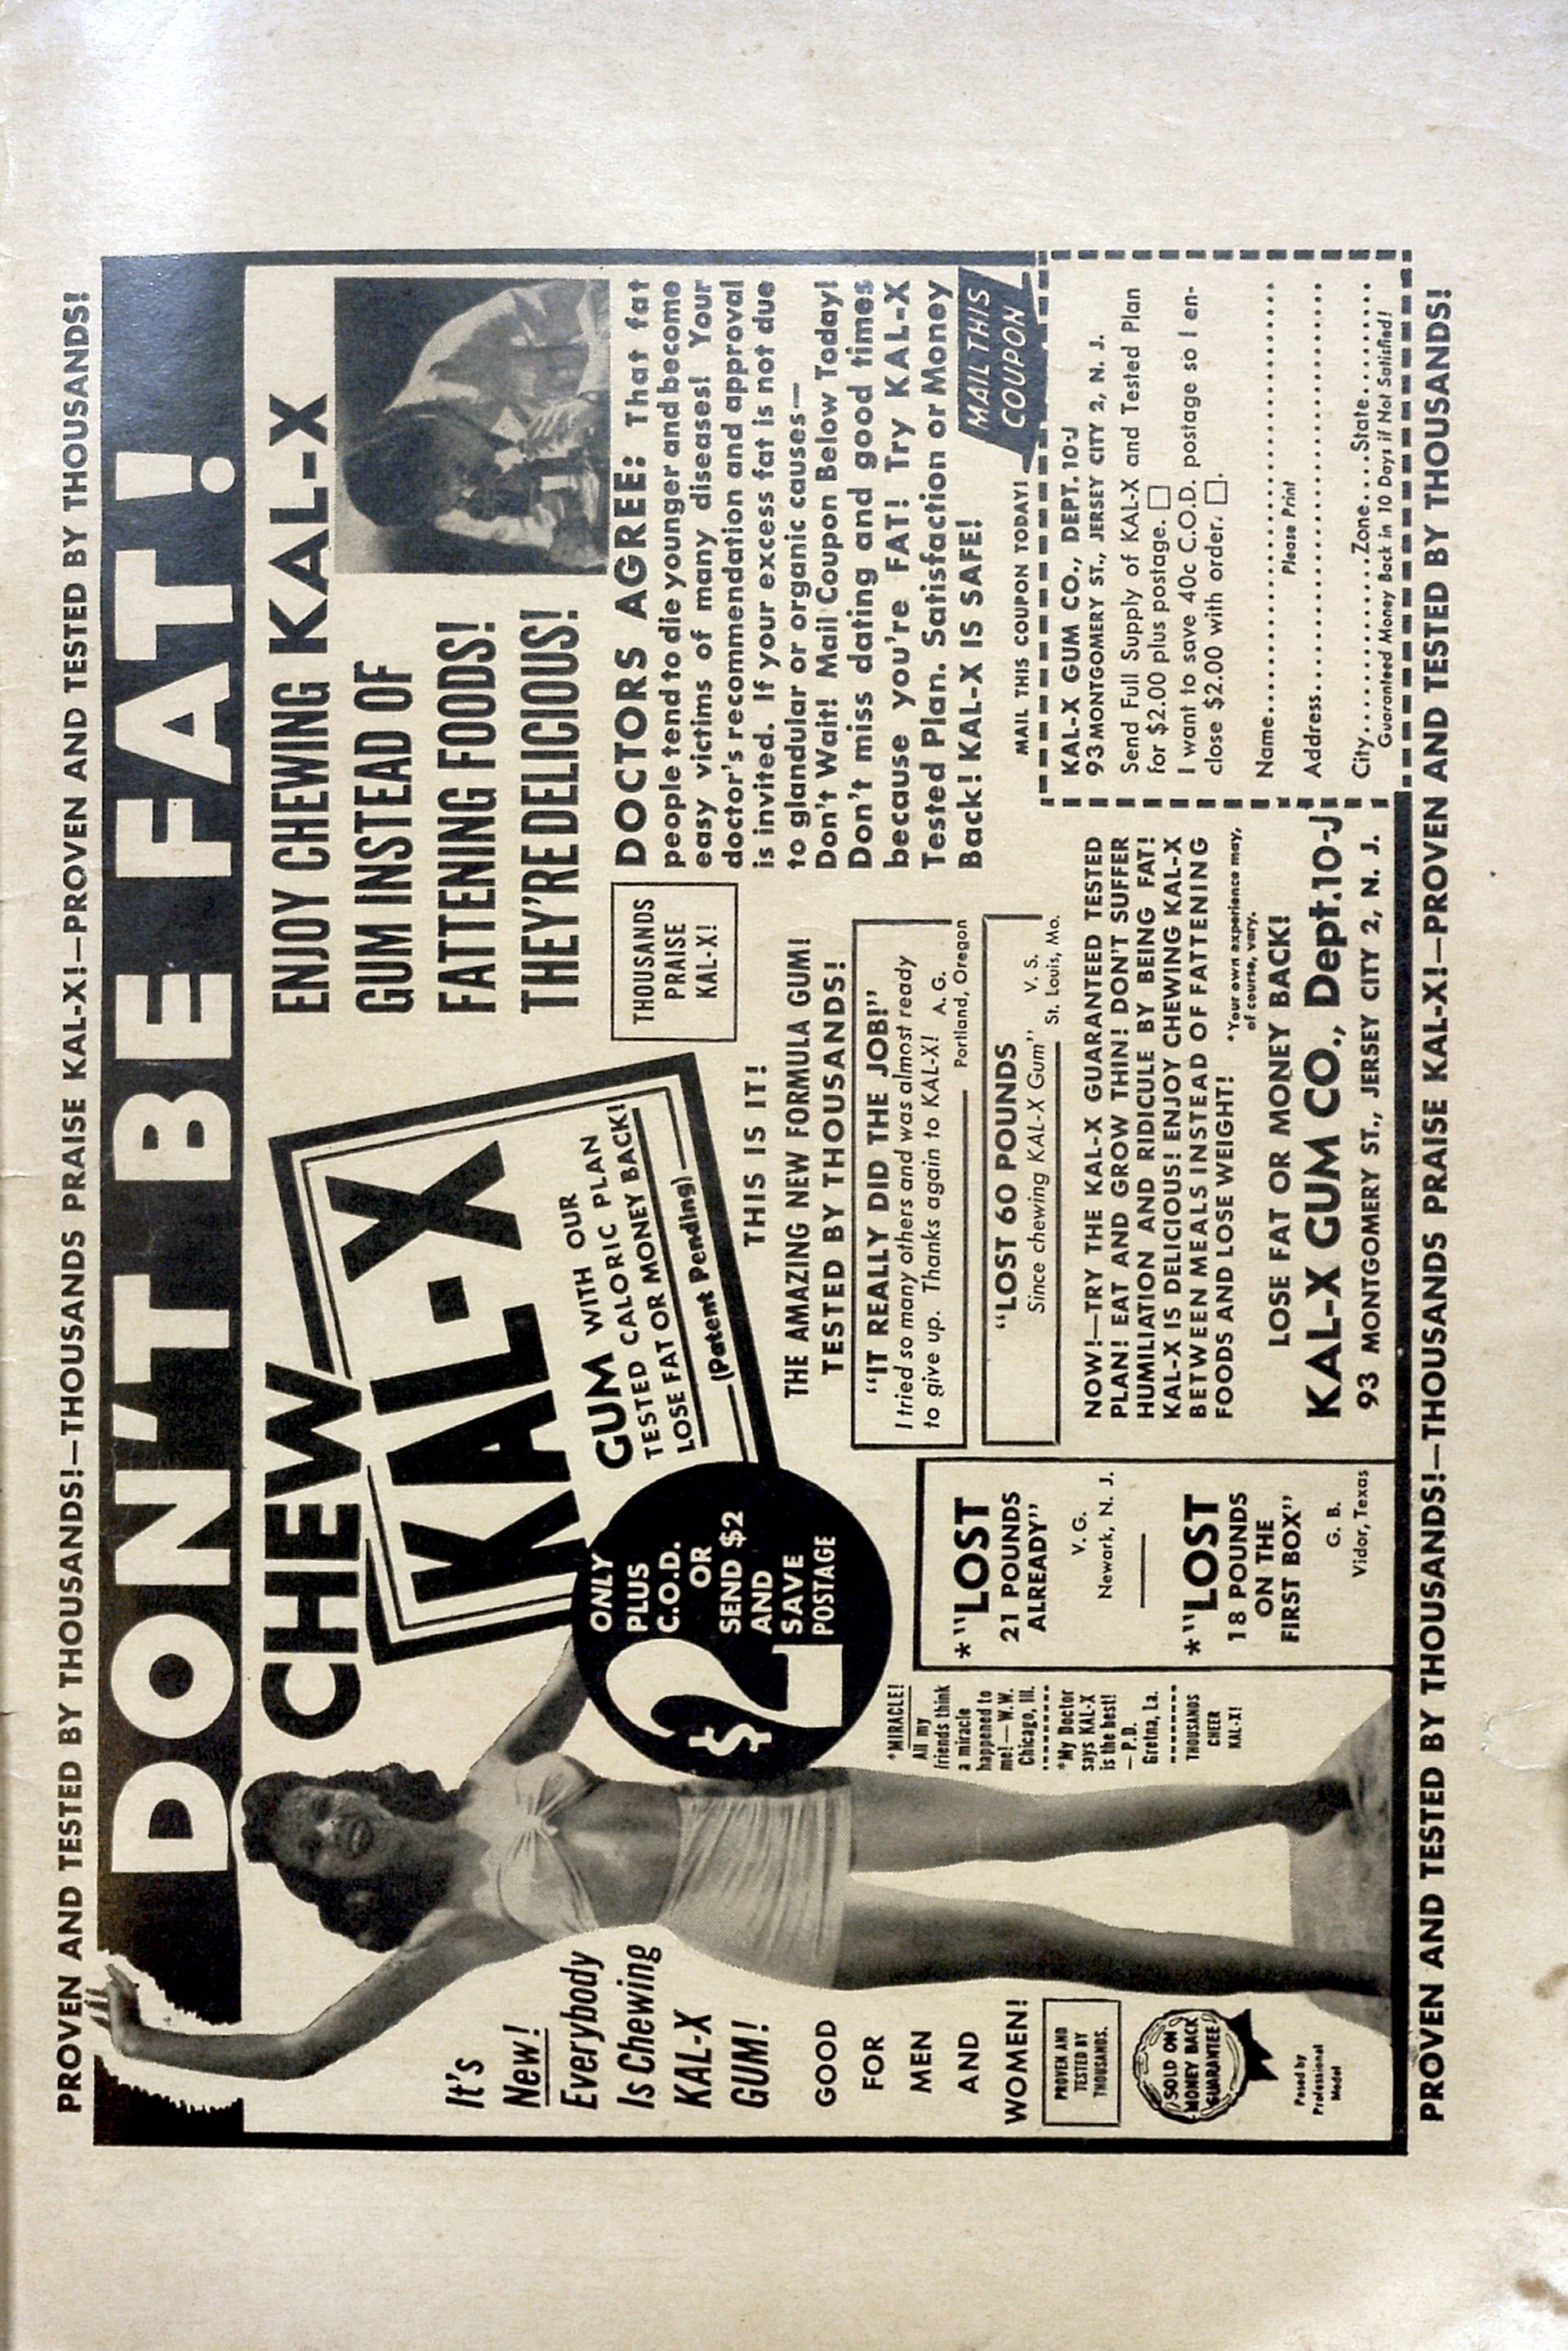 PROVEN AND TESTED BY THOUSANDS!—THOUSANDS PRAISE KAL-X!—PROVEN AND TESTED BY THOUSANDS!
DON'T BE FAT!
CHEW
KAL-X
GUM WITH OUR
TESTED CALORIC PLAN
LOSE FAT OR MONEY BACK!
(Patent Pending)
ENJOY CHEWING KAL-X
GUM INSTEAD OF
FATTENING FOODS!
THEY'RE DELICIOUS!
It's
New!
Everybody
Is Chewing
KAL-X
GUM!
GOOD
FOR
MEN
AND
WOMEN!
PROVEN AND
TESTED BY
THOUSANDS.
SOLD ON
MONEY BACK
GUARANTEE
Posed by
Professional
Model
$2
ONLY
PLUS
C.O.D.
OR
SEND $2
AND
SAVE
POSTAGE
*MIRACLE!
All my
friends think
a miracle
happened to
me!—W.W.
Chicago, Ill.
*My Doctor
says KAL-X
is the best!
—P.D.
Gretna, La.
THOUSANDS
CHEER
KAL-X!
*"LOST
21 POUNDS
ALREADY"
V. G.
Newark, N. J.
*"LOST
18 POUNDS
ON THE
FIRST BOX"
G. B.
Vidor, Texas
THIS IS IT!
THE AMAZING NEW FORMULA GUM!
TESTED BY THOUSANDS!
"IT REALLY DID THE JOB!"
I tried so many others and was almost ready
to give up. Thanks again to KAL-X! A. G.
Portland, Oregon
"LOST 60 POUNDS
Since chewing KAL-X Gum" V. S.
St. Louis, Mo.
NOW!—TRY THE KAL-X GUARANTEED TESTED
PLAN! EAT AND GROW THIN! DON'T SUFFER
HUMILIATION AND RIDICULE BY BEING FAT!
KAL-X IS DELICIOUS! ENJOY CHEWING KAL-X
BETWEEN MEALS INSTEAD OF FATTENING
FOODS AND LOSE WEIGHT!
*Your own experience may,
of course, vary.
LOSE FAT OR MONEY BACK!
KAL-X GUM CO., Dept.10-J
93 MONTGOMERY ST., JERSEY CITY 2, N. J.
THOUSANDS
PRAISE
KAL-X!
DOCTORS AGREE: That fat
people tend to die younger and become
easy victims of many diseases! Your
doctor's recommendation and approval
is invited. If your excess fat is not due
to glandular or organic causes—
Don't Wait! Mail Coupon Below Today!
Don't miss dating and good times
because you're FAT! Try KAL-X
Tested Plan. Satisfaction or Money
Back! KAL-X IS SAFE!
MAIL THIS
COUPON
MAIL THIS COUPON TODAY!
KAL-X GUM CO., DEPT. 10-J
93 MONTGOMERY ST., JERSEY CITY 2, N. J.
Send Full Supply of KAL-X and Tested Plan
for $2.00 plus postage. □
I want to save 40c C.O.D. postage so I en-
close $2.00 with order. □.
Name
Please Print
Address
City Zone State
Guaranteed Money Back in 10 Days if Not Satisfied!
PROVEN AND TESTED BY THOUSANDS!—THOUSANDS PRAISE KAL-X!—PROVEN AND TESTED BY THOUSANDS!